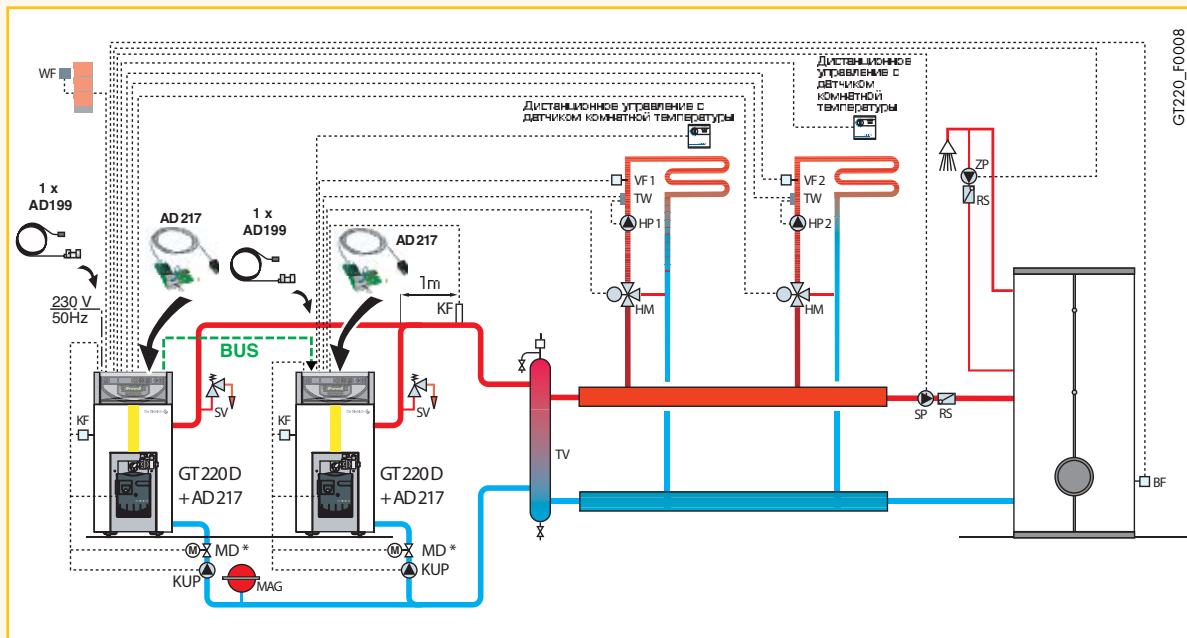 GT220_F0008
WF
Дистанционное
управление с
датчиком
комнатной
температуры
Дистанционное управление с
датчиком комнатной температуры
ZP
RS
1 x
AD199
AD 217
1 x
AD199
AD 217
VF 1
TW
HP 1
VF 2
TW
HP 2
1m
KF
HM
HM
230 V
50Hz
BUS
SV
SV
KF
KF
SP
RS
TV
BF
GT 220 D
+ AD 217
GT 220 D
+ AD 217
M
MD *
M
MD *
KUP
MAG
KUP